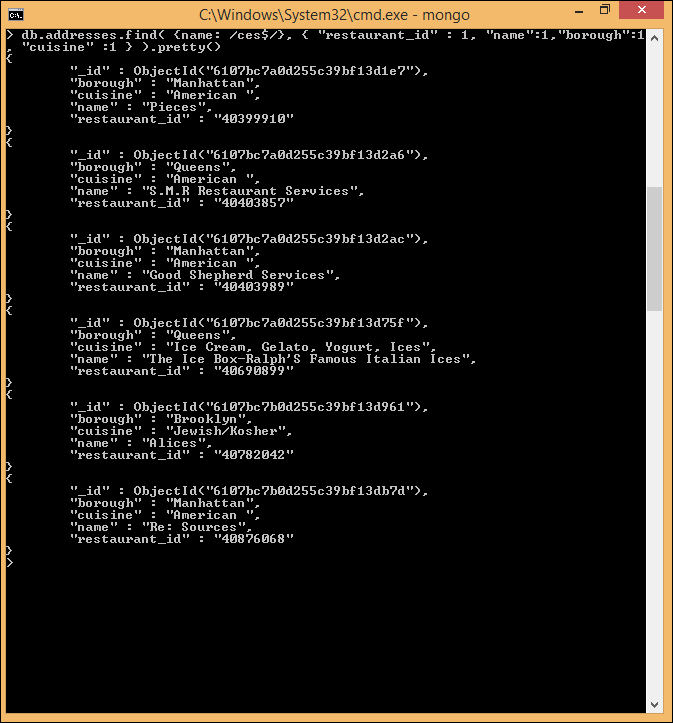 C:\Windows\System32\cmd.exe - mongo
> db.addresses.find( {name: /ces$/}, { "restaurant_id" : 1, "name":1,"borough":1
, "cuisine" :1 } ).pretty()
{
"_id" : ObjectId("6107bc7a0d255c39bf13d1e7"),
"borough" : "Manhattan",
"cuisine" : "American ",
"name" : "Pieces",
"restaurant_id" : "40399910"
}
{
"_id" : ObjectId("6107bc7a0d255c39bf13d2a6"),
"borough" : "Queens",
"cuisine" : "American ",
"name" : "S.M.R Restaurant Services",
"restaurant_id" : "40403857"
}
{
"_id" : ObjectId("6107bc7a0d255c39bf13d2ac"),
"borough" : "Manhattan",
"cuisine" : "American ",
"name" : "Good Shepherd Services",
"restaurant_id" : "40403989"
}
{
"_id" : ObjectId("6107bc7a0d255c39bf13d75f"),
"borough" : "Queens",
"cuisine" : "Ice Cream, Gelato, Yogurt, Ices",
"name" : "The Ice Box-Ralph'S Famous Italian Ices",
"restaurant_id" : "40690899"
}
{
"_id" : ObjectId("6107bc7b0d255c39bf13d961"),
"borough" : "Brooklyn",
"cuisine" : "Jewish/Kosher",
"name" : "Alices",
"restaurant_id" : "40782042"
}
{
"_id" : ObjectId("6107bc7b0d255c39bf13db7d"),
"borough" : "Manhattan",
"cuisine" : "American ",
"name" : "Re: Sources",
"restaurant_id" : "40876068"
}
>